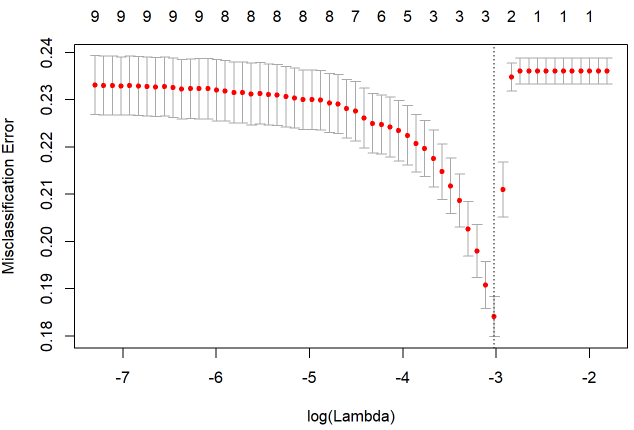 9 9 9 9 9 8 8 8 8 8 7 6 5 3 3 3 2 1 1 1
0.24
0.23
0.22
0.21
0.20
0.19
0.18
Misclassification Error
-7 -6 -5 -4 -3 -2
log(Lambda)